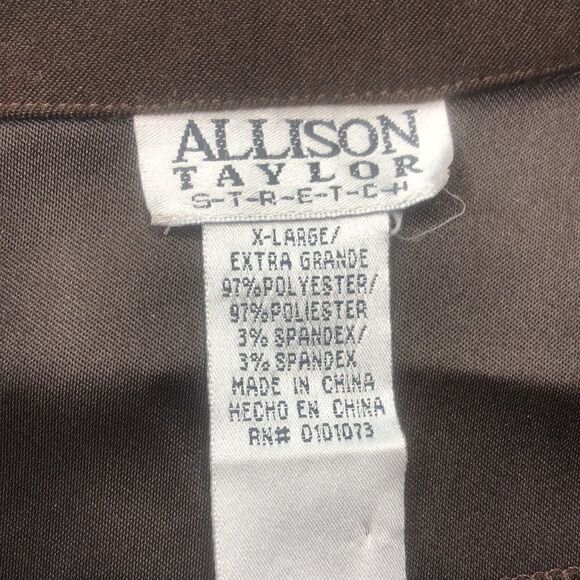 ALLISON
TAYLOR
S-T-R-E-T-C-H
X-LARGE/
EXTRA GRANDE
97%POLYESTER/
97%POLIESTER
3% SPANDEX/
3% SPANDEX
MADE IN CHINA
HECHO EN CHINA
RN# 0101073